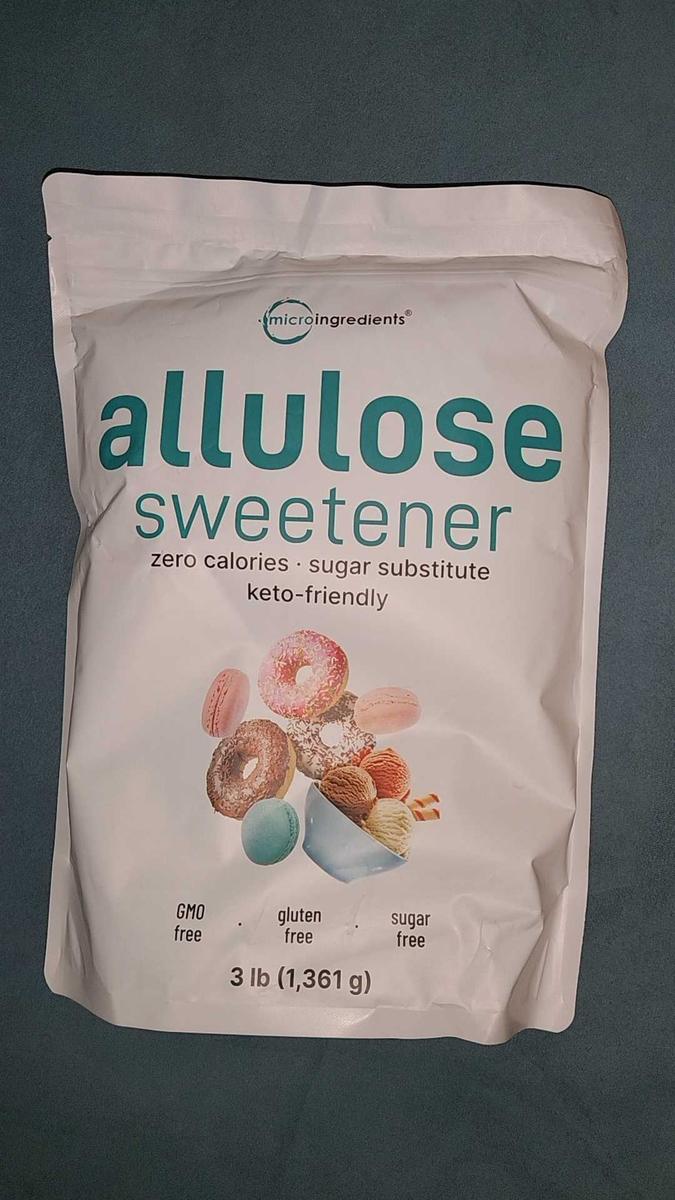 microingredients®
allulose
sweetener
zero calories · sugar substitute
keto-friendly
GMO free · gluten free · sugar free
3 lb (1,361 g)